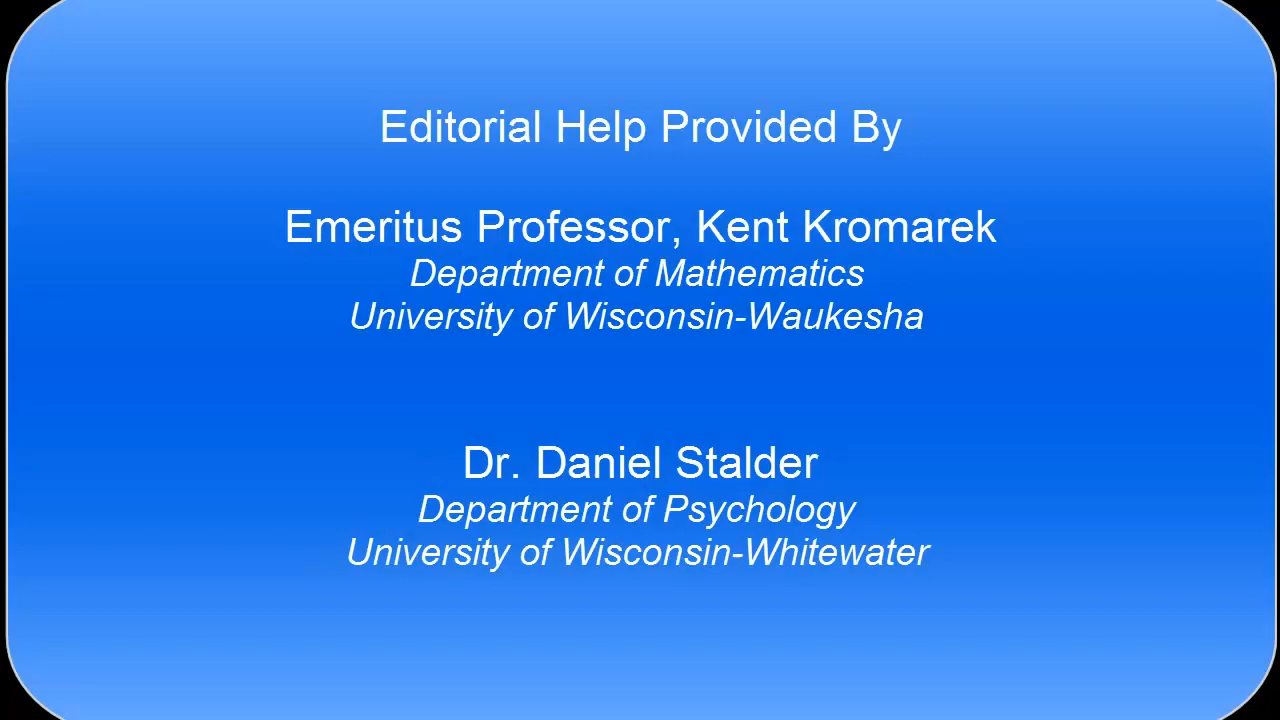 Editorial Help Provided By
Emeritus Professor, Kent Kromarek
Department of Mathematics
University of Wisconsin-Waukesha
Dr. Daniel Stalder
Department of Psychology
University of Wisconsin-Whitewater